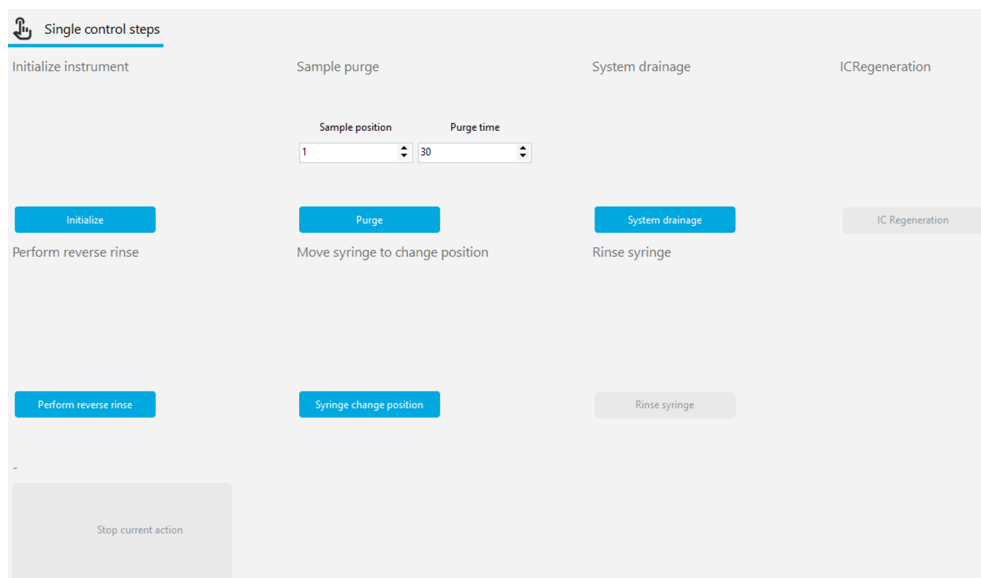 Single control steps
Initialize instrument
Sample purge
System drainage
ICRegeneration
Sample position
Purge time
1
30
Initialize
Purge
System drainage
IC Regeneration
Perform reverse rinse
Move syringe to change position
Rinse syringe
Perform reverse rinse
Syringe change position
Rinse syringe
-
Stop current action